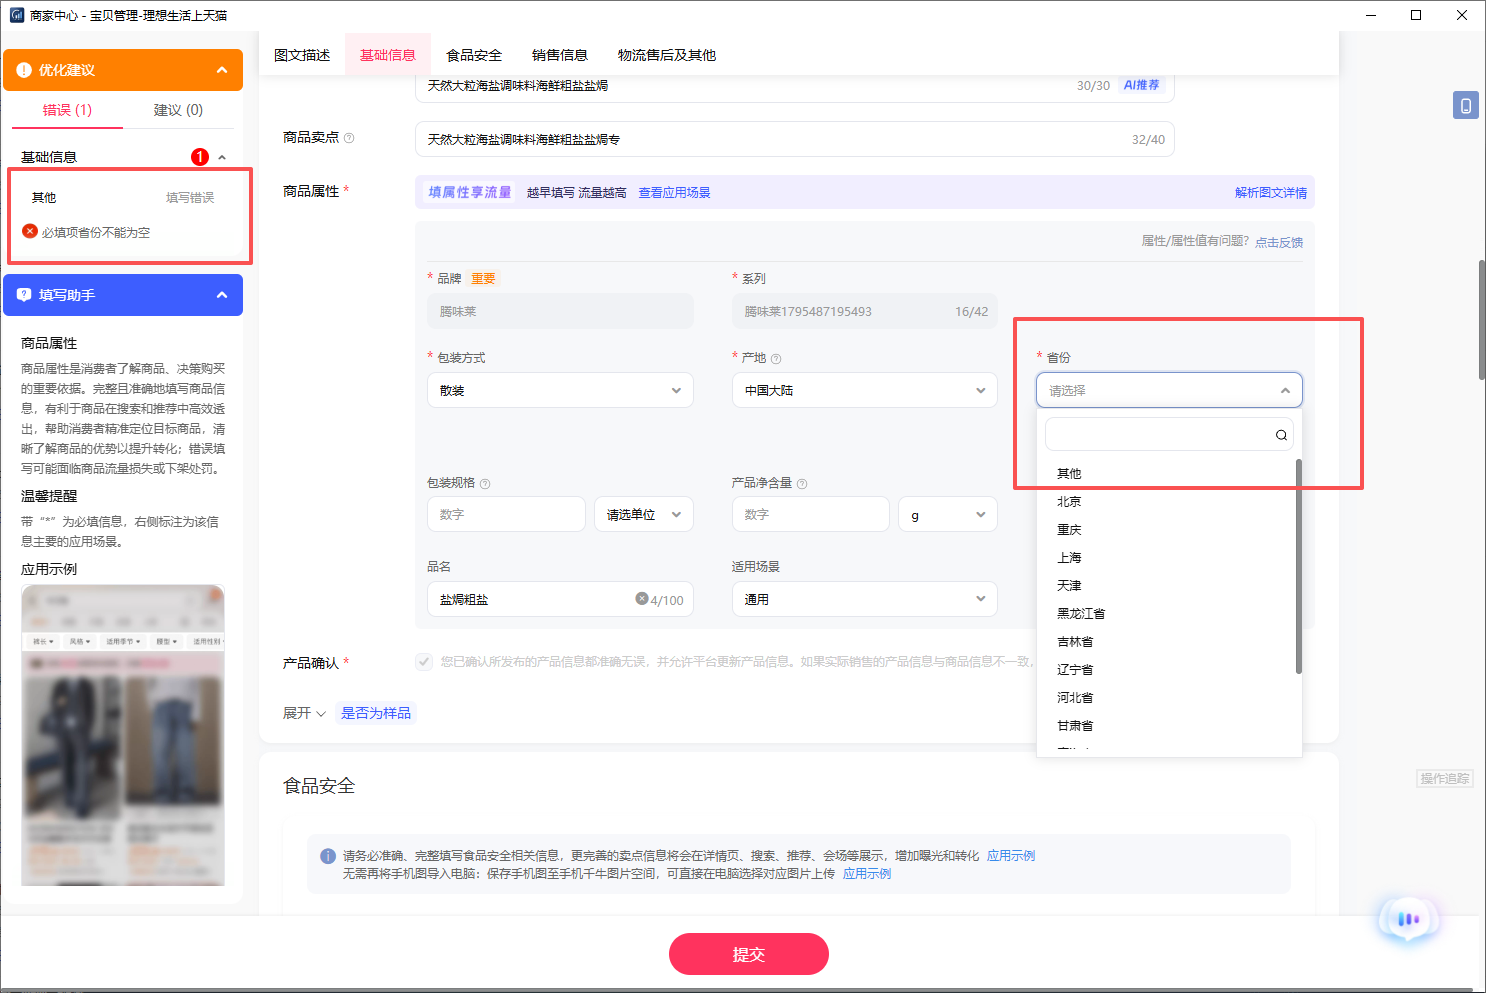 商家中心 - 宝贝管理-理想生活上天猫
优化建议
错误 (1)
建议 (0)
基础信息
1
其他
填写错误
必填项省份不能为空
填写助手
商品属性
商品属性是消费者了解商品、决策购买
的重要依据。完整且准确地填写商品信
息，有利于商品在搜索和推荐中高效透
出，帮助消费者精准定位目标商品，清
晰了解商品的优势以提升转化；错误填
写可能面临商品流量损失或下架处罚。
温馨提醒
带 “*” 为必填信息，右侧标注为该信
息主要的应用场景。
应用示例
裤长
风格
适用季节
腰型
适用性别
图文描述
基础信息
食品安全
销售信息
物流售后及其他
天然大粒海盐调味料海鲜粗盐盐焗
30/30
AI推荐
商品卖点
天然大粒海盐调味料海鲜粗盐盐焗专
32/40
商品属性 *
填属性享流量
越早填写 流量越高
查看应用场景
解析图文详情
属性/属性值有问题？
点击反馈
* 品牌
重要
* 系列
腾味莱
腾味莱1795487195493
16/42
* 包装方式
* 产地
* 省份
散装
中国大陆
请选择
其他
北京
重庆
上海
天津
黑龙江省
吉林省
辽宁省
河北省
甘肃省
包装规格
产品净含量
数字
请选单位
数字
g
品名
适用场景
盐焗粗盐
4/100
通用
产品确认 *
您已确认所发布的产品信息都准确无误，并允许平台更新产品信息。如果实际销售的产品信息与商品信息不一致，
展开
是否为样品
食品安全
请务必准确、完整填写食品安全相关信息，更完善的卖点信息将会在详情页、搜索、推荐、会场等展示，增加曝光和转化 应用示例
无需再将手机图导入电脑：保存手机图至手机千牛图片空间，可直接在电脑选择对应图片上传 应用示例
操作追踪
提交